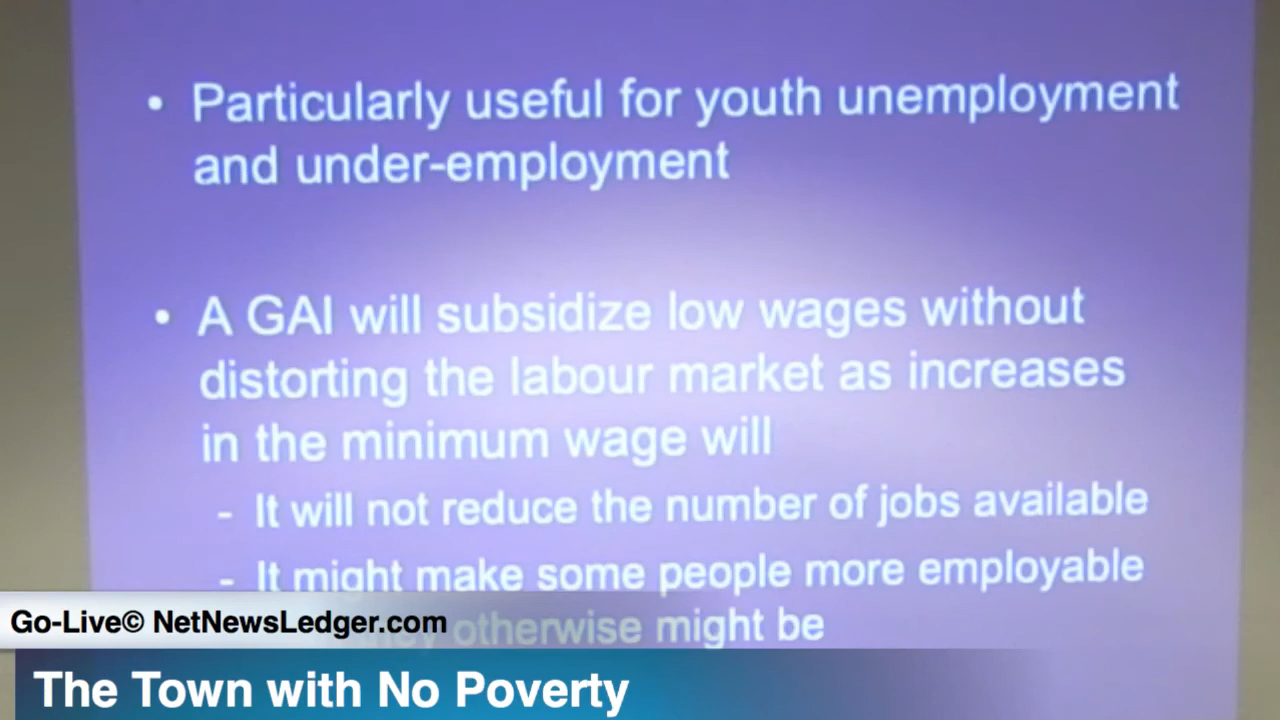 • Particularly useful for youth unemployment
and under-employment
• A GAI will subsidize low wages without
distorting the labour market as increases
in the minimum wage will
- It will not reduce the number of jobs available
- It might make some people more employable
otherwise might be
Go-Live© NetNewsLedger.com
The Town with No Poverty